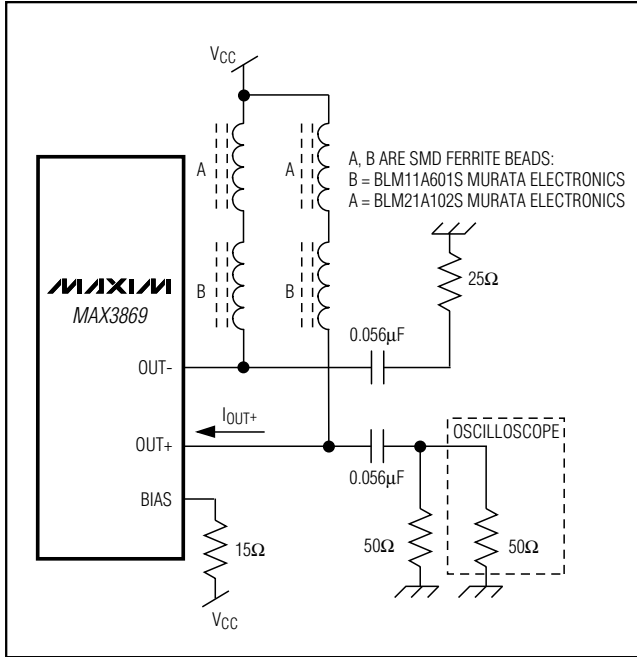 VCC
A
A
A, B ARE SMD FERRITE BEADS:
B = BLM11A601S MURATA ELECTRONICS
A = BLM21A102S MURATA ELECTRONICS
MAXIM
MAX3869
B
B
25Ω
0.056µF
OUT-
IOUT+
OUT+
0.056µF
OSCILLOSCOPE
BIAS
15Ω
50Ω
50Ω
VCC